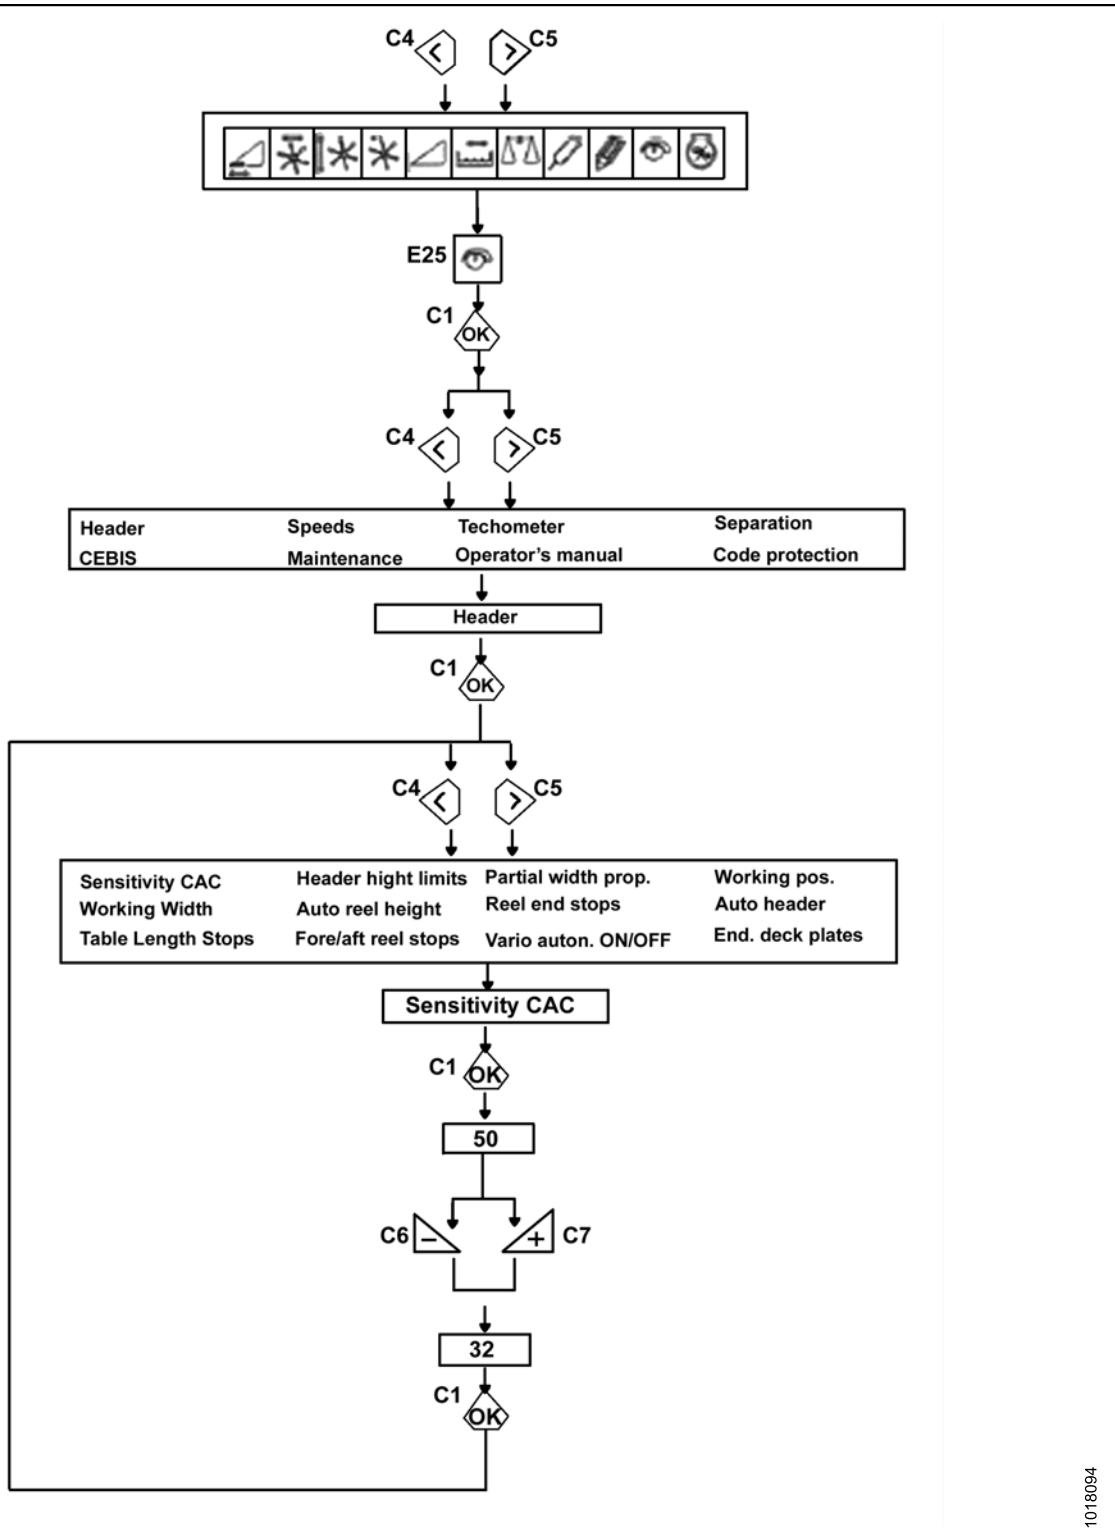 C4 < > C5
E25
C1
OK
C4 < > C5
Header Speeds Techometer Separation
CEBIS Maintenance Operator's manual Code protection
Header
C1
OK
C4 < > C5
Sensitivity CAC Header hight limits Partial width prop. Working pos.
Working Width Auto reel height Reel end stops Auto header
Table Length Stops Fore/aft reel stops Vario auton. ON/OFF End. deck plates
Sensitivity CAC
C1
OK
50
C6 − + C7
32
C1
OK
1018094